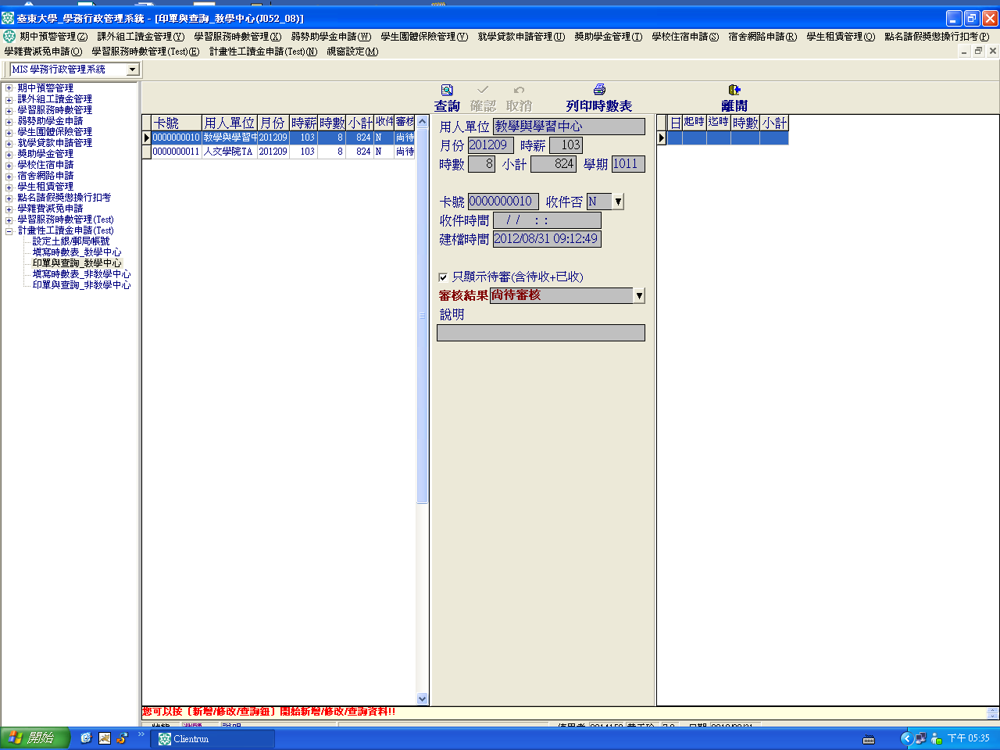 臺東大學_學務行政管理系統 - [印單與查詢_教學中心(J052_08)]
期中預警管理(Z) 課外組工讀金管理(Y) 學習服務時數管理(X) 弱勢助學金申請(W) 學生團體保險管理(V) 就學貸款申請管理(U) 獎助學金管理(T) 學校住宿申請(S) 宿舍網路申請(R) 學生租賃管理(Q) 點名請假獎懲操行扣考(P)
學雜費減免申請(O) 學習服務時數管理(Test)(E) 計畫性工讀金申請(Test)(N) 視窗設定(M)
MIS 學務行政管理系統
期中預警管理
課外組工讀金管理
學習服務時數管理
弱勢助學金申請
學生團體保險管理
就學貸款申請管理
獎助學金管理
學校住宿申請
宿舍網路申請
學生租賃管理
點名請假獎懲操行扣考
學雜費減免申請
學習服務時數管理(Test)
計畫性工讀金申請(Test)
設定土銀/郵局帳號
填寫時數表_教學中心
印單與查詢_教學中心
填寫時數表_非教學中心
印單與查詢_非教學中心
查詢 確認 取消 列印時數表 離開
卡號 用人單位 月份 時薪 時數 小計 收件 審核
0000000010 教學與學習中 201209 103 8 824 N 尚待
0000000011 人文學院TA 201209 103 8 824 N 尚待
用人單位 教學與學習中心
月份 201209 時薪 103
時數 8 小計 824 學期 1011
卡號 0000000010 收件否 N
收件時間 / / : :
建檔時間 2012/08/31 09:12:49
只顯示待審(含待收+已收)
審核結果 尚待審核
說明
日 起時 迄時 時數 小計
您可以按〔新增/修改/查詢鈕〕開始新增/修改/查詢資料!!
開始 Clientrun 下午 05:35